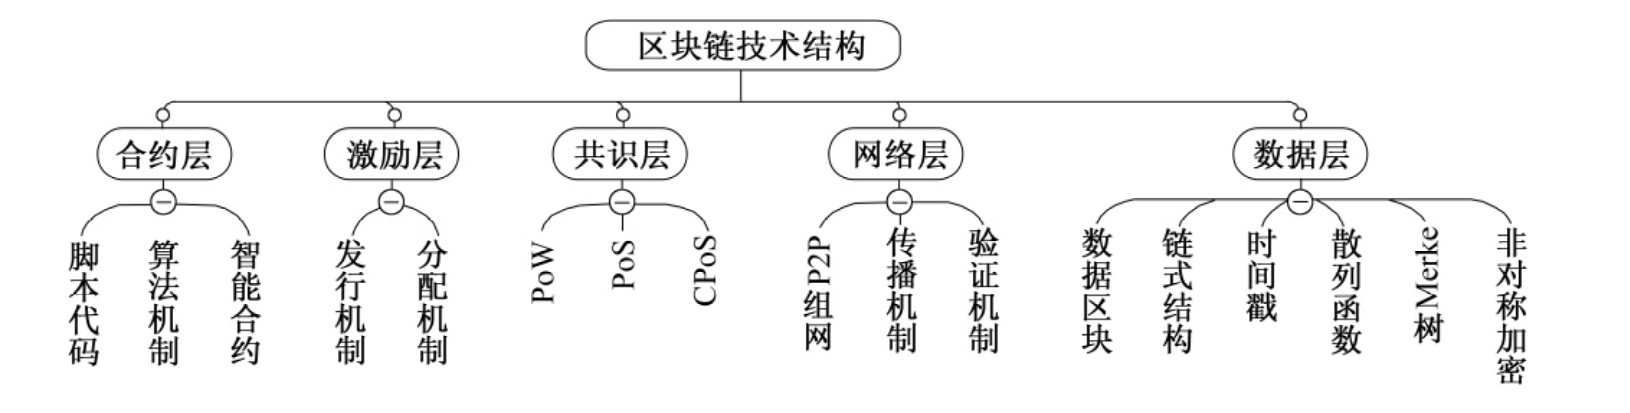 区块链技术结构
合约层
激励层
共识层
网络层
数据层
脚本代码
算法机制
智能合约
发行机制
分配机制
PoW
PoS
CPoS
P2P组网
传播机制
验证机制
数据区块
链式结构
时间戳
散列函数
Merke树
非对称加密